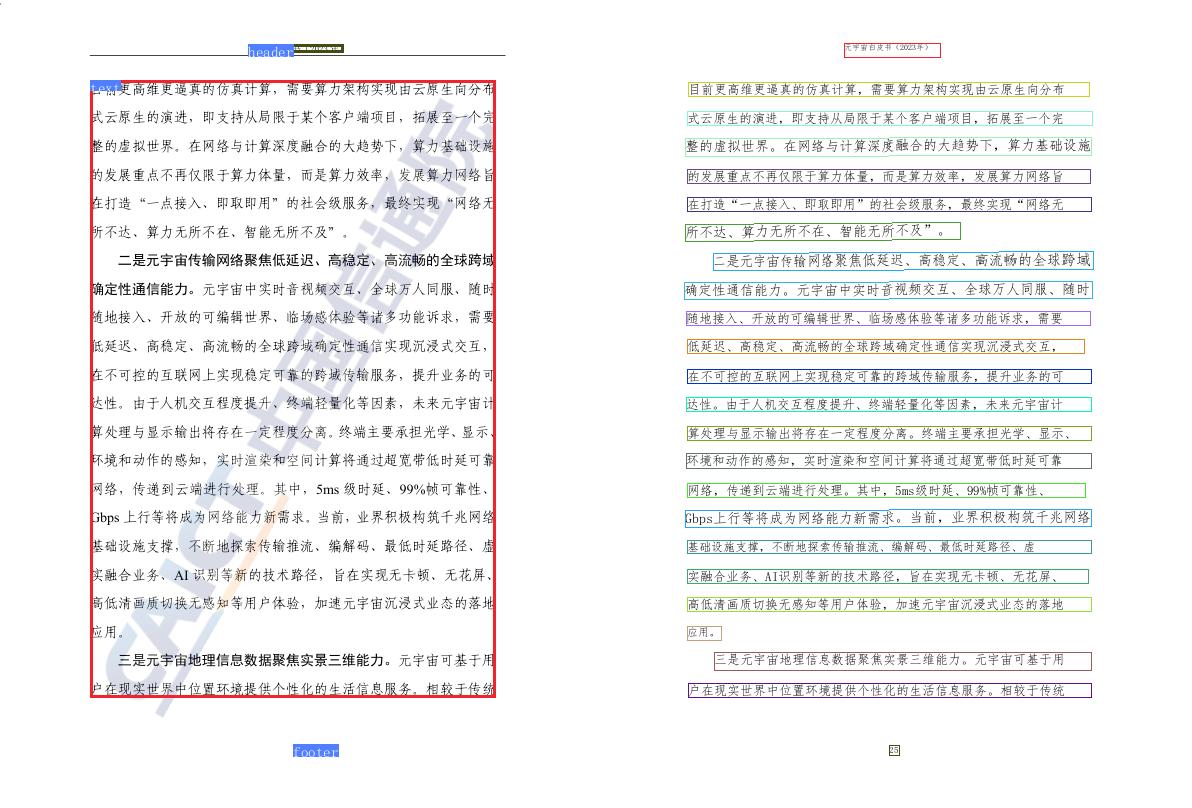 header
text
目前更高维更逼真的仿真计算，需要算力架构实现由云原生向分布
式云原生的演进，即支持从局限于某个客户端项目，拓展至一个完
整的虚拟世界。在网络与计算深度融合的大趋势下，算力基础设施
的发展重点不再仅限于算力体量，而是算力效率，发展算力网络旨
在打造“一点接入、即取即用”的社会级服务，最终实现“网络无
所不达、算力无所不在、智能无所不及”。
二是元宇宙传输网络聚焦低延迟、高稳定、高流畅的全球跨域
确定性通信能力。元宇宙中实时音视频交互、全球万人同服、随时
随地接入、开放的可编辑世界、临场感体验等诸多功能诉求，需要
低延迟、高稳定、高流畅的全球跨域确定性通信实现沉浸式交互，
在不可控的互联网上实现稳定可靠的跨域传输服务，提升业务的可
达性。由于人机交互程度提升、终端轻量化等因素，未来元宇宙计
算处理与显示输出将存在一定程度分离。终端主要承担光学、显示、
环境和动作的感知，实时渲染和空间计算将通过超宽带低时延可靠
网络，传递到云端进行处理。其中，5ms 级时延、99%帧可靠性、
Gbps 上行等将成为网络能力新需求。当前，业界积极构筑千兆网络
基础设施支撑，不断地探索传输推流、编解码、最低时延路径、虚
实融合业务、AI 识别等新的技术路径，旨在实现无卡顿、无花屏、
高低清画质切换无感知等用户体验，加速元宇宙沉浸式业态的落地
应用。
三是元宇宙地理信息数据聚焦实景三维能力。元宇宙可基于用
户在现实世界中位置环境提供个性化的生活信息服务。相较于传统
CAICT 中国信通院
footer
元宇宙白皮书（2023年）
目前更高维更逼真的仿真计算，需要算力架构实现由云原生向分布
式云原生的演进，即支持从局限于某个客户端项目，拓展至一个完
整的虚拟世界。在网络与计算深度融合的大趋势下，算力基础设施
的发展重点不再仅限于算力体量，而是算力效率，发展算力网络旨
在打造“一点接入、即取即用”的社会级服务，最终实现“网络无
所不达、算力无所不在、智能无所不及”。
二是元宇宙传输网络聚焦低延迟、高稳定、高流畅的全球跨域
确定性通信能力。元宇宙中实时音视频交互、全球万人同服、随时
随地接入、开放的可编辑世界、临场感体验等诸多功能诉求，需要
低延迟、高稳定、高流畅的全球跨域确定性通信实现沉浸式交互，
在不可控的互联网上实现稳定可靠的跨域传输服务，提升业务的可
达性。由于人机交互程度提升、终端轻量化等因素，未来元宇宙计
算处理与显示输出将存在一定程度分离。终端主要承担光学、显示、
环境和动作的感知，实时渲染和空间计算将通过超宽带低时延可靠
网络，传递到云端进行处理。其中，5ms级时延、99%帧可靠性、
Gbps上行等将成为网络能力新需求。当前，业界积极构筑千兆网络
基础设施支撑，不断地探索传输推流、编解码、最低时延路径、虚
实融合业务、AI识别等新的技术路径，旨在实现无卡顿、无花屏、
高低清画质切换无感知等用户体验，加速元宇宙沉浸式业态的落地
应用。
三是元宇宙地理信息数据聚焦实景三维能力。元宇宙可基于用
户在现实世界中位置环境提供个性化的生活信息服务。相较于传统
25